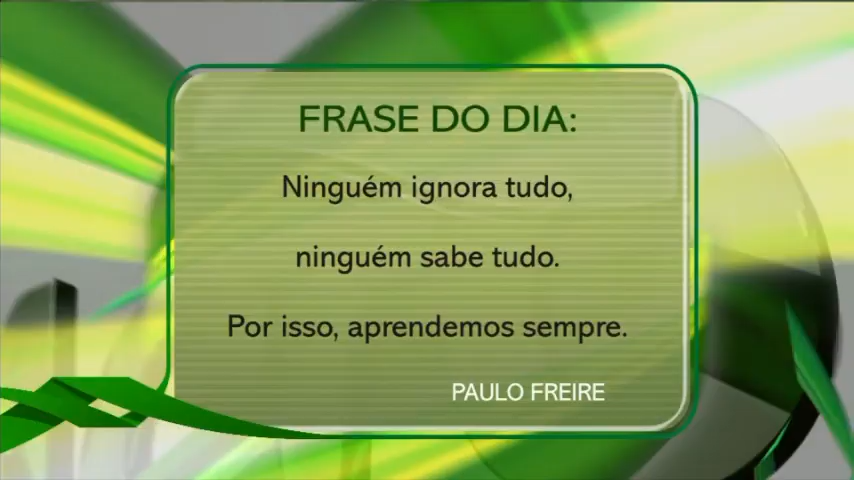 FRASE DO DIA:
Ninguém ignora tudo,
ninguém sabe tudo.
Por isso, aprendemos sempre.
PAULO FREIRE